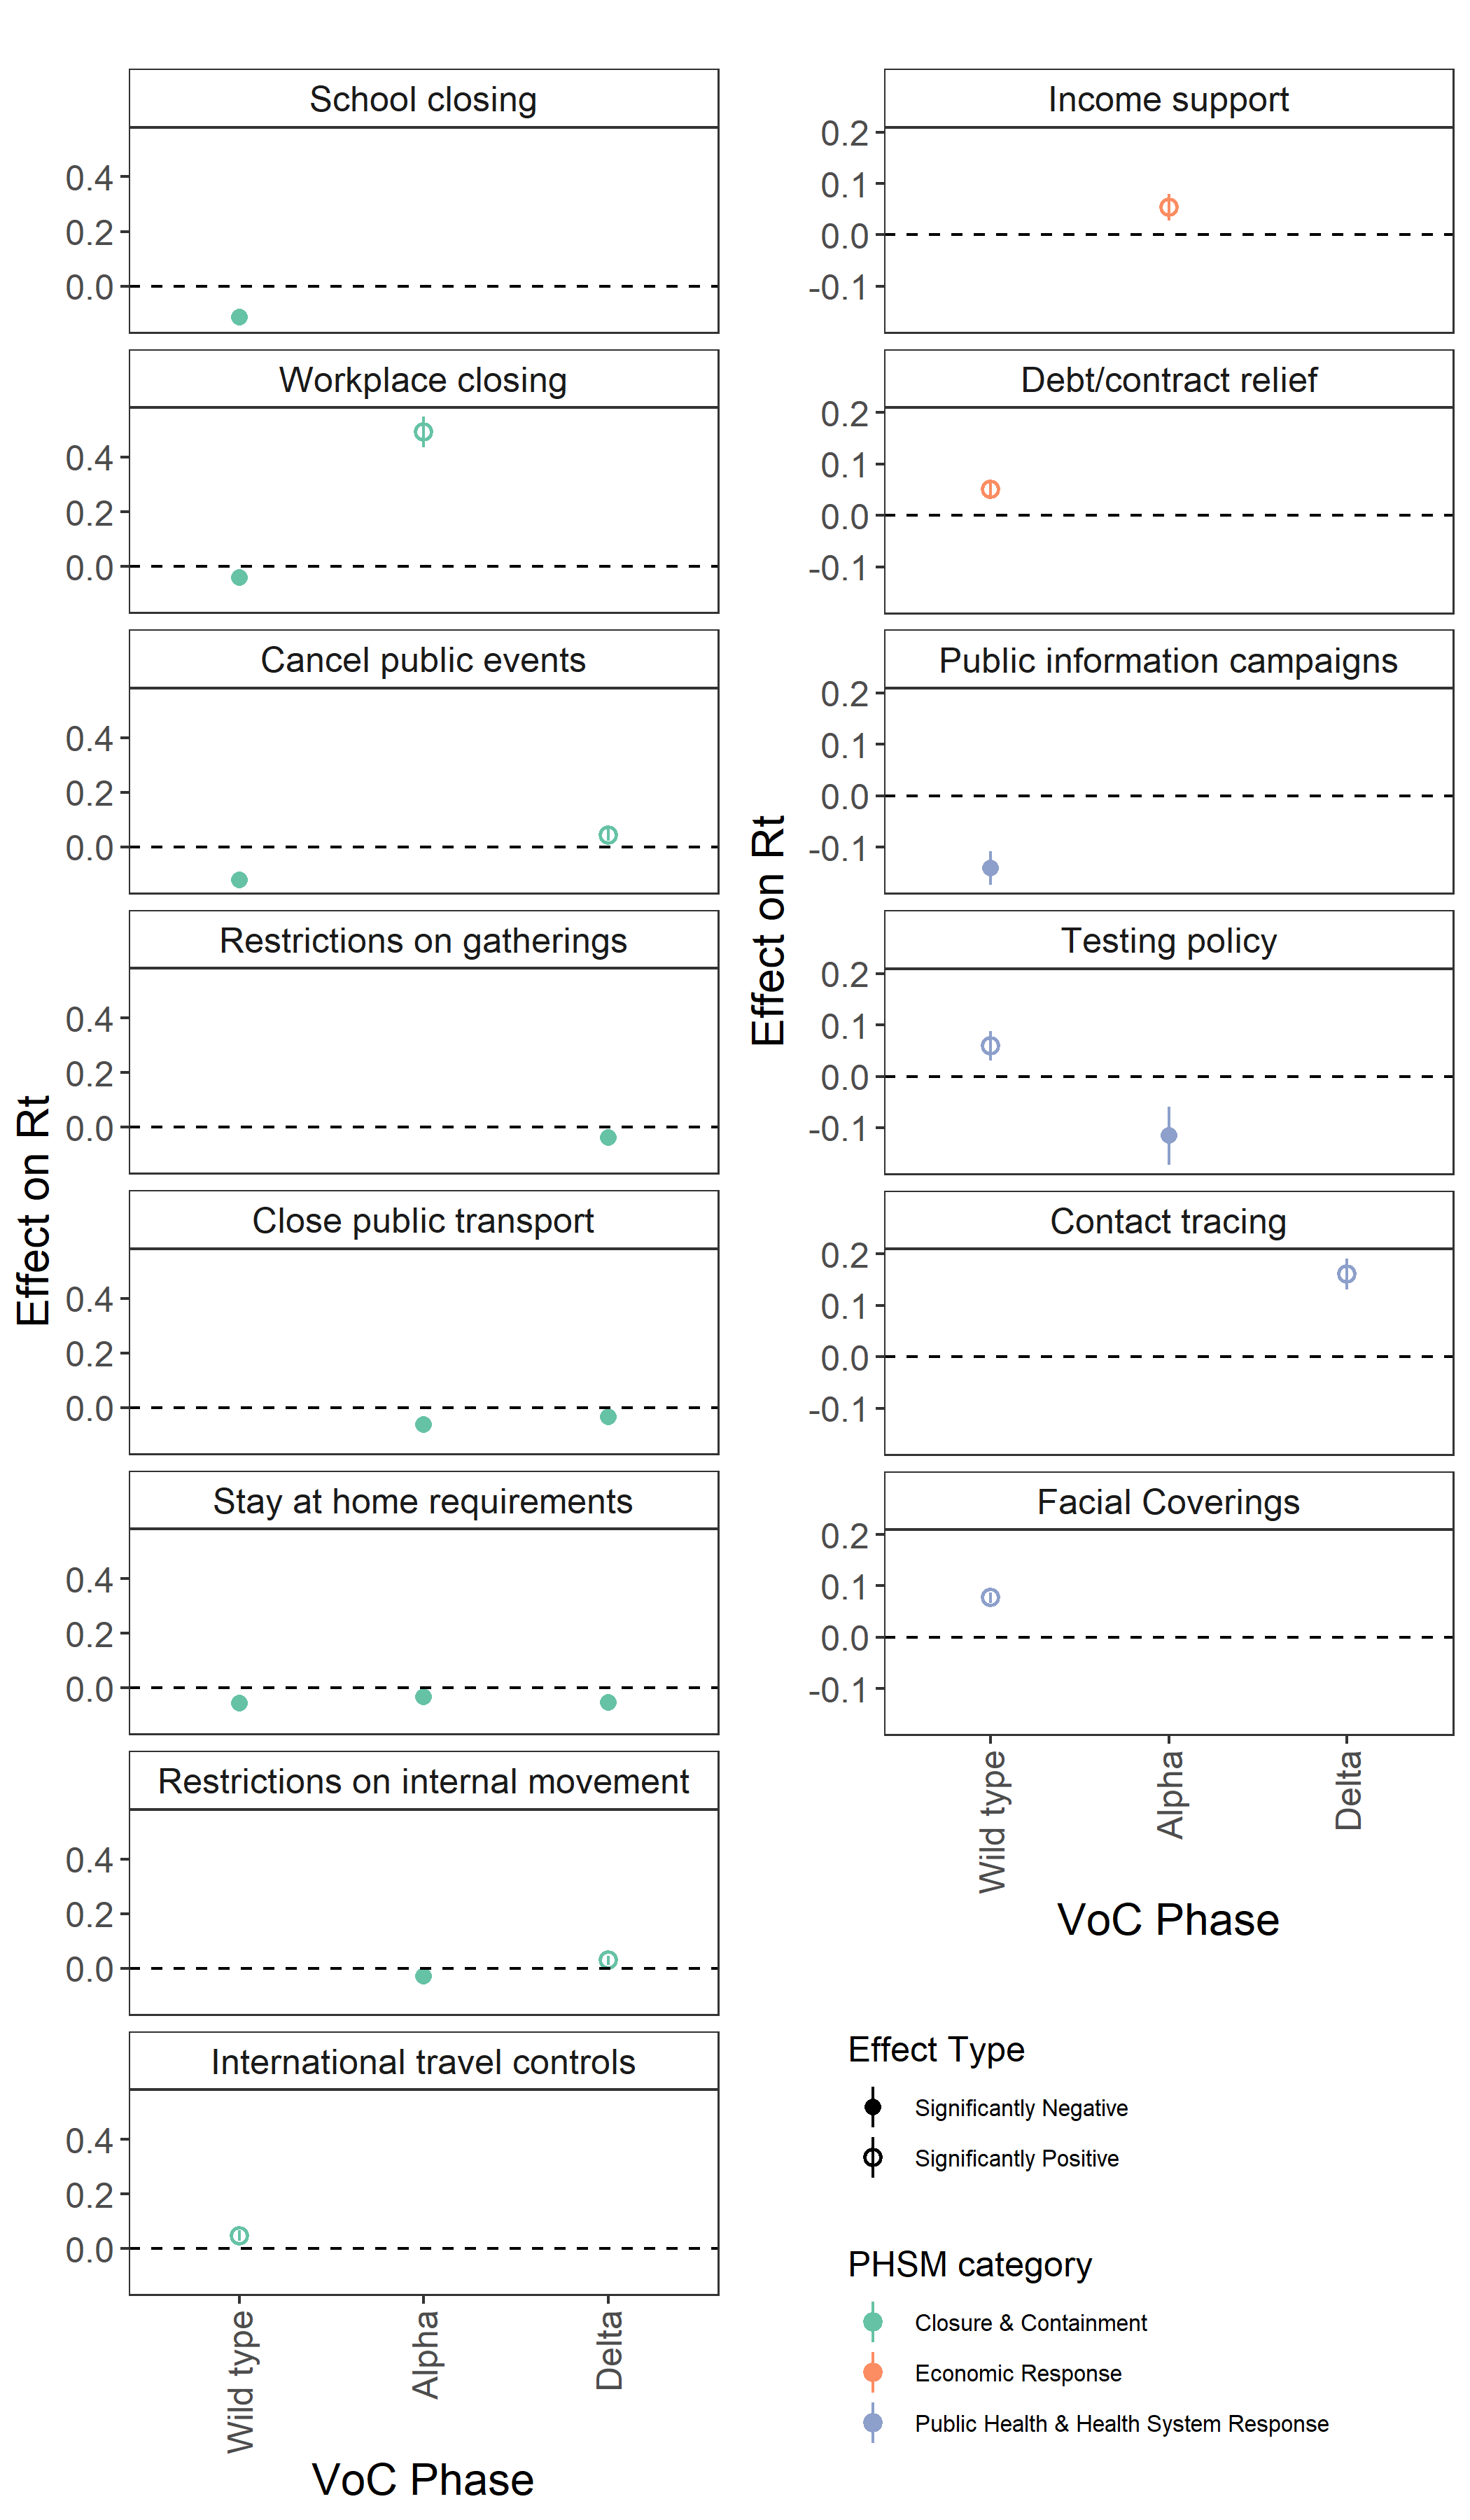 School closing
0.4
0.2
0.0
Workplace closing
0.4
0.2
0.0
Cancel public events
0.4
0.2
0.0
Restrictions on gatherings
0.4
0.2
0.0
Close public transport
0.4
0.2
0.0
Stay at home requirements
0.4
0.2
0.0
Restrictions on internal movement
0.4
0.2
0.0
International travel controls
0.4
0.2
0.0
Effect on Rt
Wild type
Alpha
Delta
VoC Phase
Income support
0.2
0.1
0.0
-0.1
Debt/contract relief
0.2
0.1
0.0
-0.1
Public information campaigns
0.2
0.1
0.0
-0.1
Testing policy
0.2
0.1
0.0
-0.1
Contact tracing
0.2
0.1
0.0
-0.1
Facial Coverings
0.2
0.1
0.0
-0.1
Effect on Rt
Wild type
Alpha
Delta
VoC Phase
Effect Type
Significantly Negative
Significantly Positive
PHSM category
Closure & Containment
Economic Response
Public Health & Health System Response